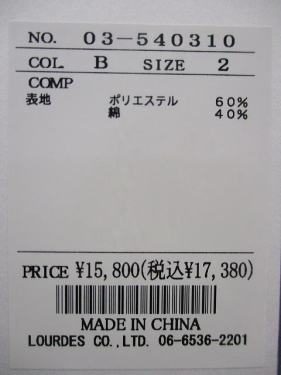 NO. 03-540310
COL. B SIZE 2
COMP
表地 ポリエステル 60%
綿 40%
PRICE ¥15,800(税込¥17,380)
MADE IN CHINA
LOURDES CO.,LTD. 06-6536-2201